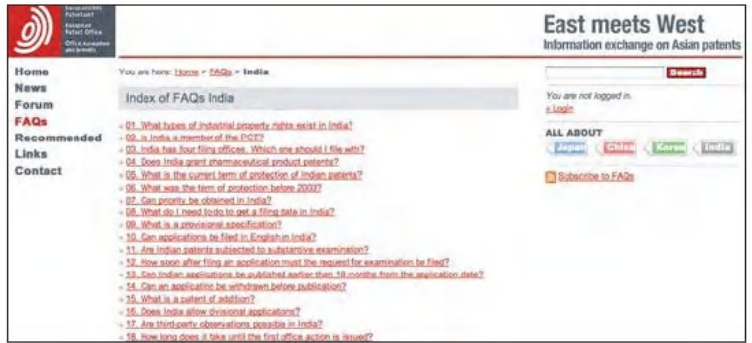 Europäisches
Patentamt
European
Patent Office
Office européen
des brevets
East meets West
Information exchange on Asian patents
Home
News
Forum
FAQs
Recommended
Links
Contact
You are here: Home > FAQs > India
Index of FAQs India
01. What types of industrial property rights exist in India?
02. Is India a member of the PCT?
03. India has four filing offices. Which one should I file with?
04. Does India grant pharmaceutical product patents?
05. What is the current term of protection of Indian patents?
06. What was the term of protection before 2003?
07. Can priority be obtained in India?
08. What do I need to do to get a filing date in India?
09. What is a provisional specification?
10. Can applications be filed in English in India?
11. Are Indian patents subjected to substantive examination?
12. How soon after filing an application must the request for examination be filed?
13. Can Indian applications be published earlier than 18 months from the application date?
14. Can an application be withdrawn before publication?
15. What is a patent of addition?
16. Does India allow divisional applications?
17. Are third-party observations possible in India?
18. How long does it take until the first office action is issued?
Search
You are not logged in.
» Login
ALL ABOUT
Japan China Korea India
Subscribe to FAQs